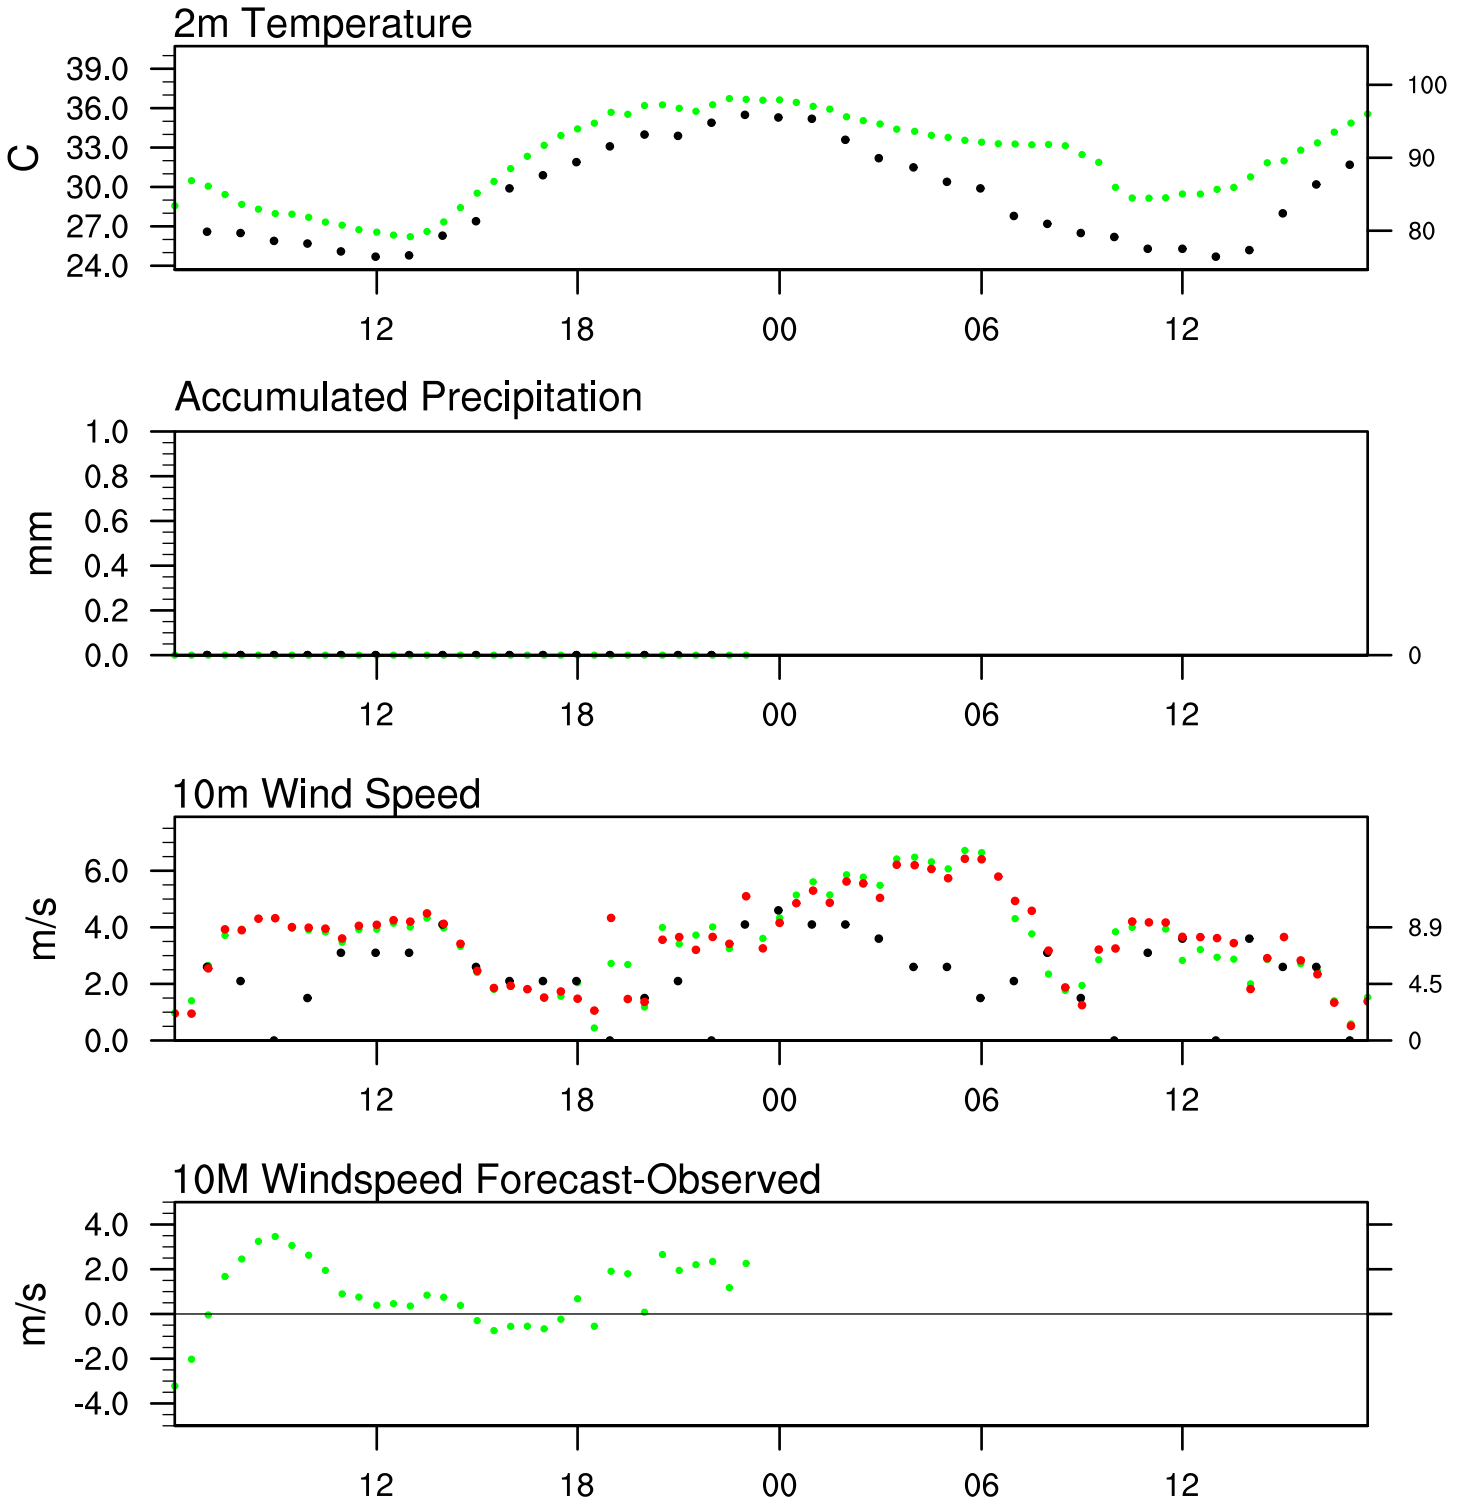 2m Temperature
39.0
36.0
33.0
30.0
27.0
24.0
C
100
90
80
12 18 00 06 12
Accumulated Precipitation
1.0
0.8
0.6
0.4
0.2
0.0
mm
0
12 18 00 06 12
10m Wind Speed
6.0
4.0
2.0
0.0
m/s
8.9
4.5
0
12 18 00 06 12
10M Windspeed Forecast-Observed
4.0
2.0
0.0
-2.0
-4.0
m/s
12 18 00 06 12